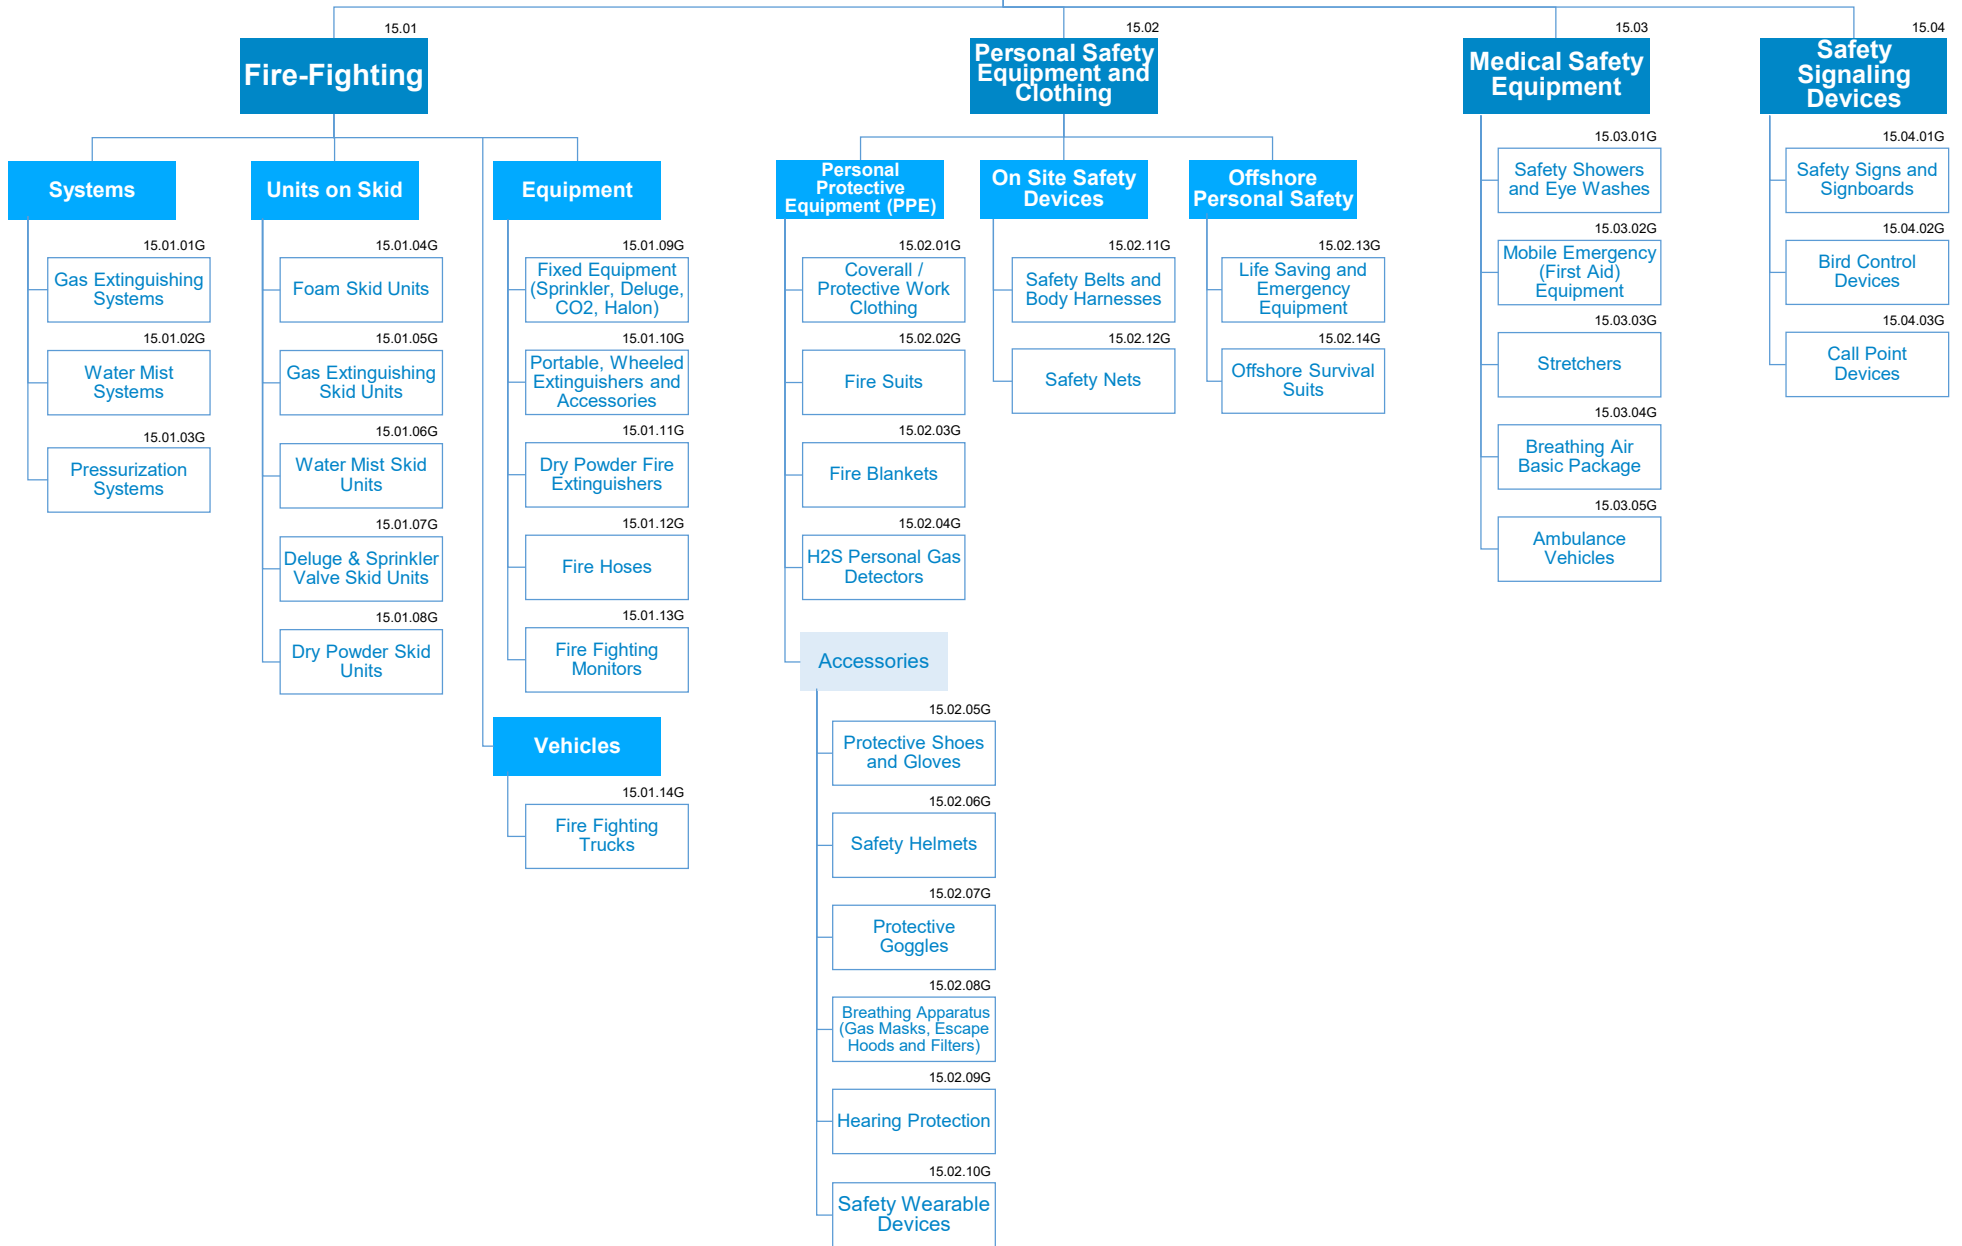 15.01
Fire-Fighting
Systems
15.01.01G
Gas Extinguishing
Systems
15.01.02G
Water Mist
Systems
15.01.03G
Pressurization
Systems
Units on Skid
15.01.04G
Foam Skid Units
15.01.05G
Gas Extinguishing
Skid Units
15.01.06G
Water Mist Skid
Units
15.01.07G
Deluge & Sprinkler
Valve Skid Units
15.01.08G
Dry Powder Skid
Units
Equipment
15.01.09G
Fixed Equipment
(Sprinkler, Deluge,
CO2, Halon)
15.01.10G
Portable, Wheeled
Extinguishers and
Accessories
15.01.11G
Dry Powder Fire
Extinguishers
15.01.12G
Fire Hoses
15.01.13G
Fire Fighting
Monitors
Vehicles
15.01.14G
Fire Fighting
Trucks
15.02
Personal Safety
Equipment and
Clothing
Personal
Protective
Equipment (PPE)
15.02.01G
Coverall /
Protective Work
Clothing
15.02.02G
Fire Suits
15.02.03G
Fire Blankets
15.02.04G
H2S Personal Gas
Detectors
Accessories
15.02.05G
Protective Shoes
and Gloves
15.02.06G
Safety Helmets
15.02.07G
Protective
Goggles
15.02.08G
Breathing Apparatus
(Gas Masks, Escape
Hoods and Filters)
15.02.09G
Hearing Protection
15.02.10G
Safety Wearable
Devices
On Site Safety
Devices
15.02.11G
Safety Belts and
Body Harnesses
15.02.12G
Safety Nets
Offshore
Personal Safety
15.02.13G
Life Saving and
Emergency
Equipment
15.02.14G
Offshore Survival
Suits
15.03
Medical Safety
Equipment
15.03.01G
Safety Showers
and Eye Washes
15.03.02G
Mobile Emergency
(First Aid)
Equipment
15.03.03G
Stretchers
15.03.04G
Breathing Air
Basic Package
15.03.05G
Ambulance
Vehicles
15.04
Safety
Signaling
Devices
15.04.01G
Safety Signs and
Signboards
15.04.02G
Bird Control
Devices
15.04.03G
Call Point
Devices